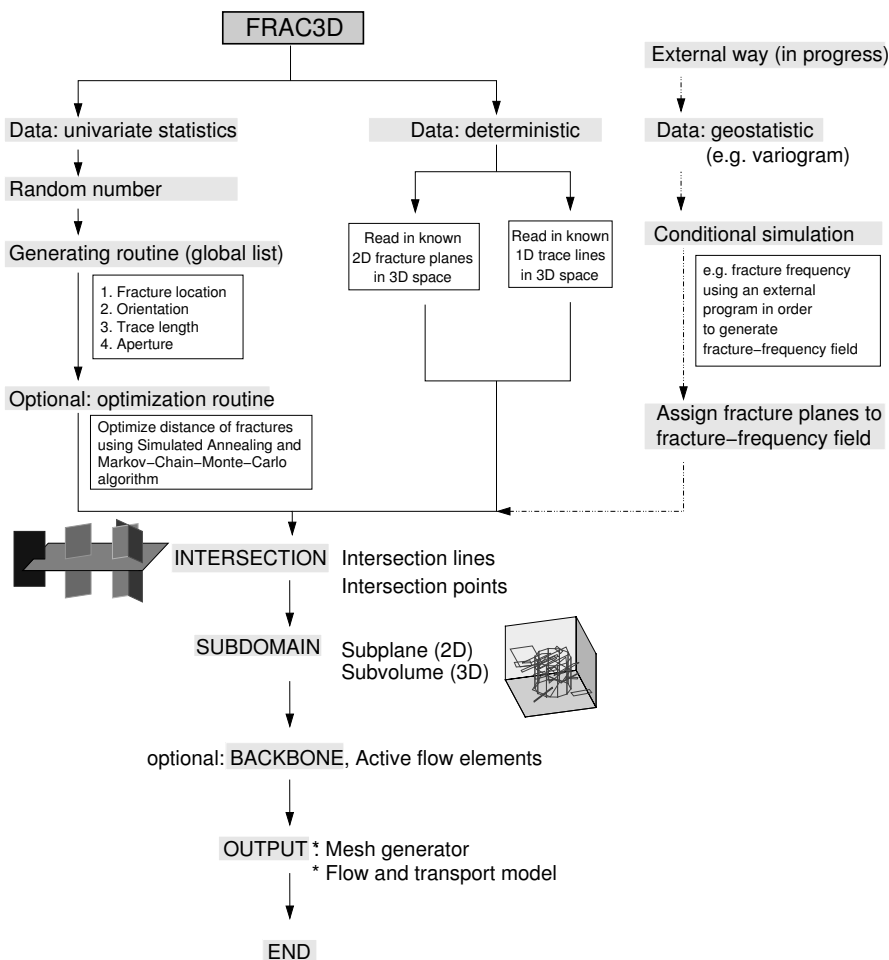 FRAC3D
External way (in progress)
Data: univariate statistics
Data: deterministic
Data: geostatistic
(e.g. variogram)
Random number
Generating routine (global list)
1. Fracture location
2. Orientation
3. Trace length
4. Aperture
Read in known
2D fracture planes
in 3D space
Read in known
1D trace lines
in 3D space
Conditional simulation
e.g. fracture frequency
using an external
program in order
to generate
fracture−frequency field
Optional: optimization routine
Optimize distance of fractures
using Simulated Annealing and
Markov−Chain−Monte−Carlo
algorithm
Assign fracture planes to
fracture−frequency field
INTERSECTION
Intersection lines
Intersection points
SUBDOMAIN
Subplane (2D)
Subvolume (3D)
optional: BACKBONE, Active flow elements
OUTPUT : * Mesh generator
* Flow and transport model
END